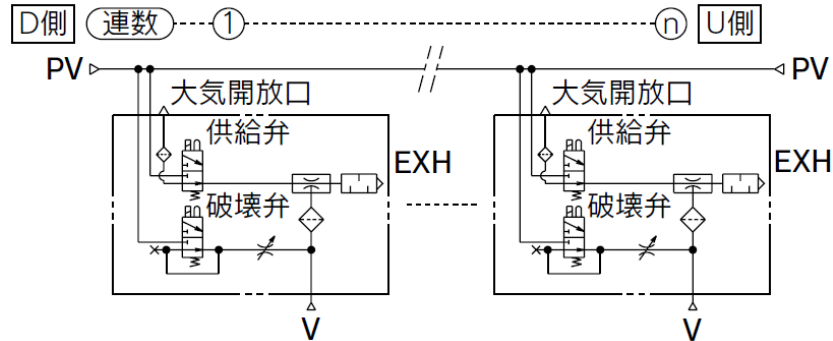 D側 連数 1 n U側
PV PV
大気開放口 大気開放口
供給弁 供給弁
EXH EXH
破壊弁 破壊弁
V V